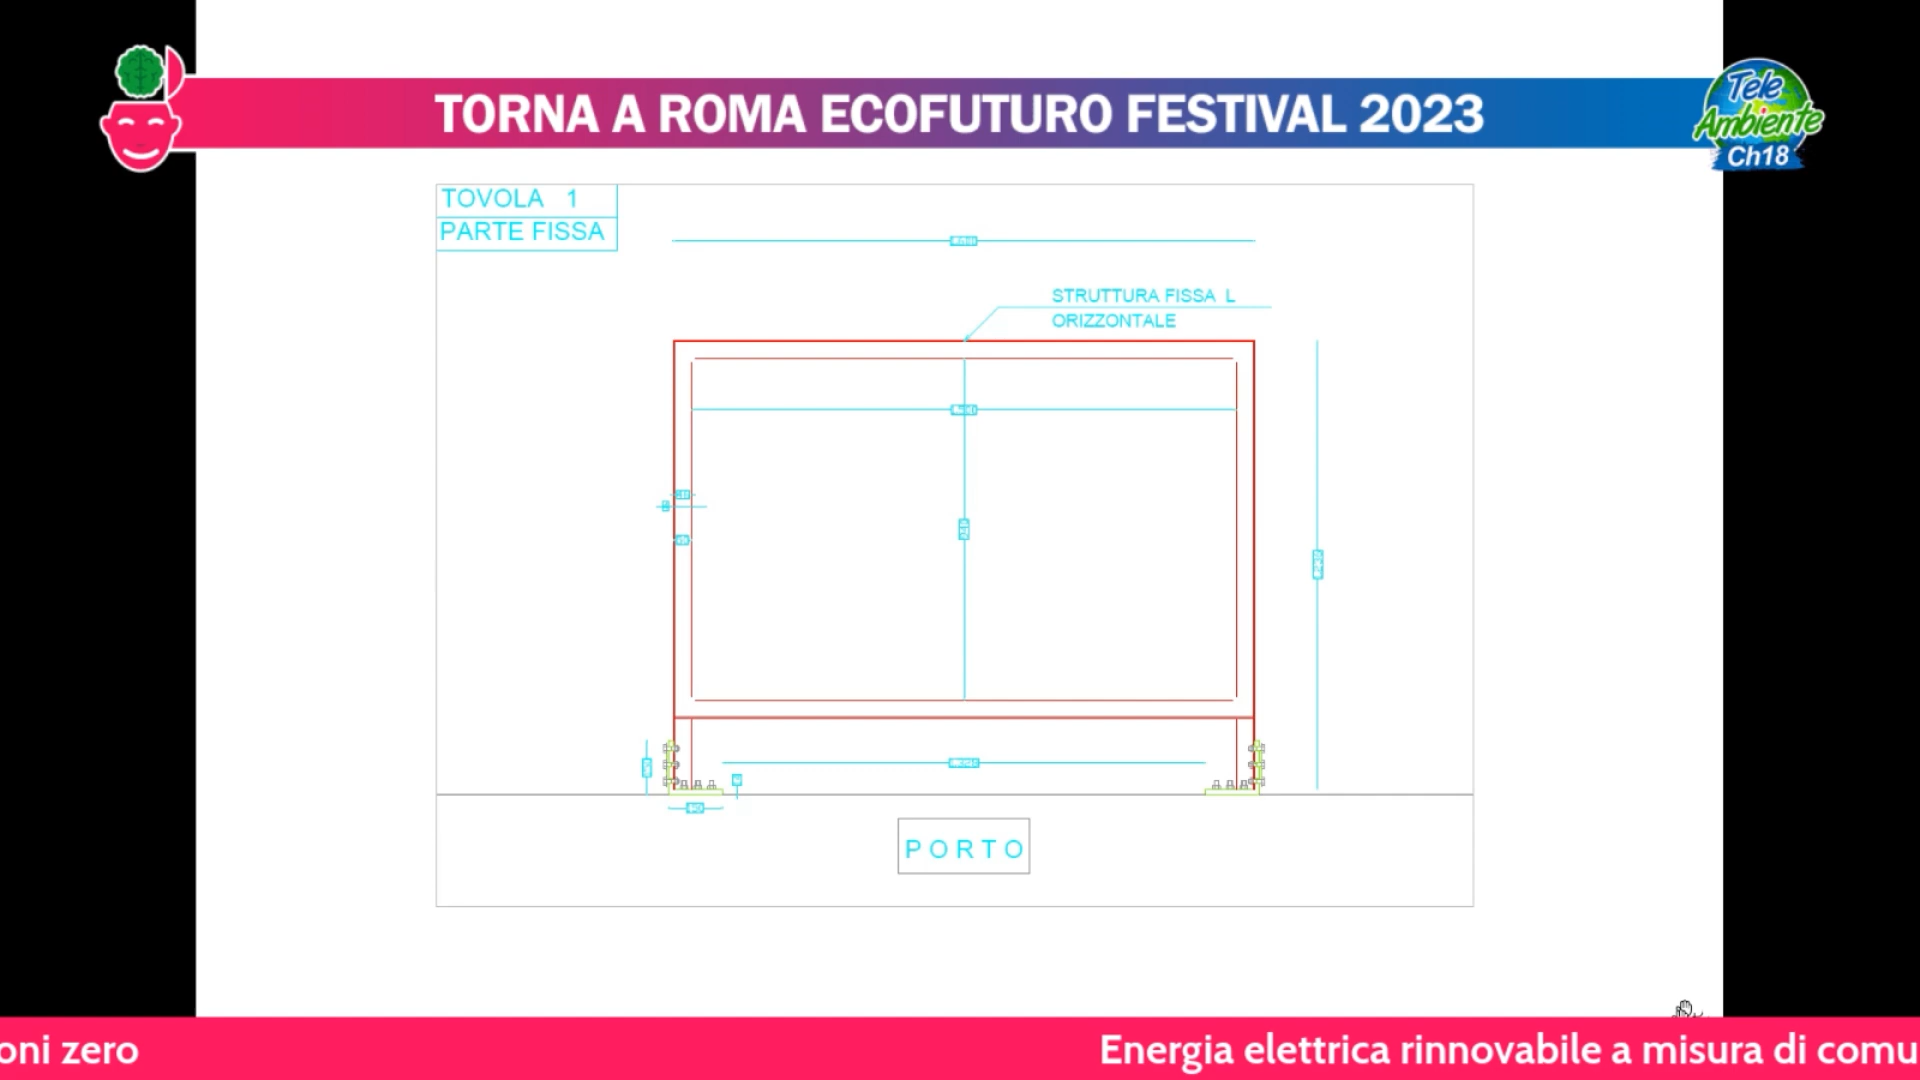 TORNA A ROMA ECOFUTURO FESTIVAL 2023
Tele
Ambiente
Ch18
TOVOLA 1
PARTE FISSA
STRUTTURA FISSA L
ORIZZONTALE
PORTO
oni zero
Energia elettrica rinnovabile a misura di comu